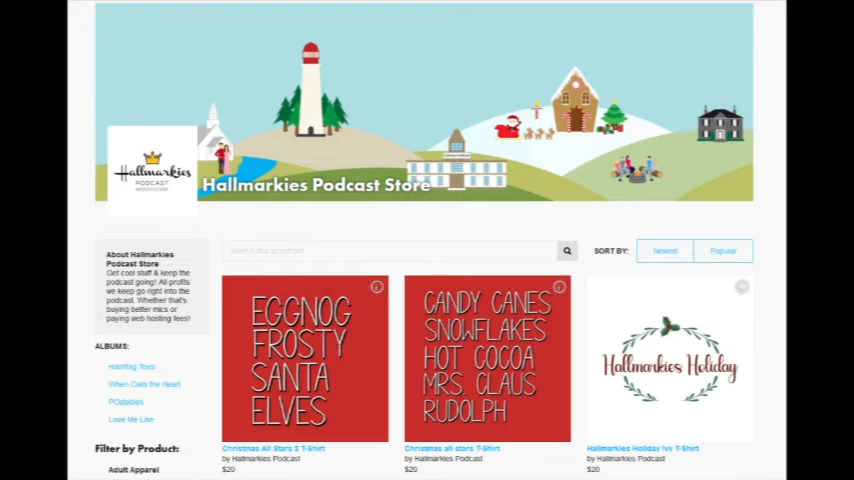 Hallmarkies
PODCAST
Hallmarkies Podcast Store
About Hallmarkies
Podcast Store
Get cool stuff & keep the
podcast going! All profits
we keep go right into the
podcast. Whether that's
buying better mics or
paying web hosting fees!
Search this storefront
SORT BY:
Newest
Popular
ALBUMS:
Hashtag Tees
When Calls the Heart
POstables
Love Me Like
Filter by Product:
Adult Apparel
EGGNOG
FROSTY
SANTA
ELVES
Christmas All Stars 2 T-Shirt
by Hallmarkies Podcast
$20
CANDY CANES
SNOWFLAKES
HOT COCOA
MRS. CLAUS
RUDOLPH
Christmas all stars T-Shirt
by Hallmarkies Podcast
$20
Hallmarkies Holiday
Hallmarkies Holiday Ivy T-Shirt
by Hallmarkies Podcast
$20